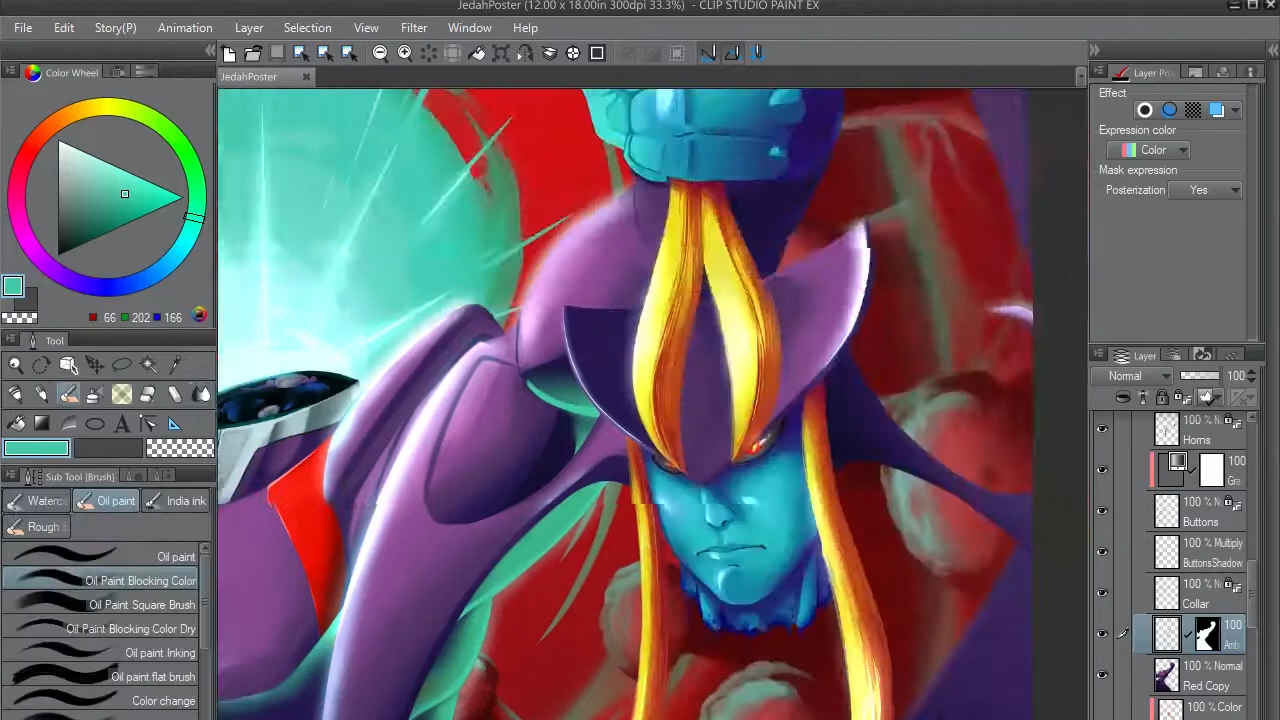 JedahPoster (12.00 x 18.00in 300dpi 33.3%) - CLIP STUDIO PAINT EX
File Edit Story(P) Animation Layer Selection View Filter Window Help
JedahPoster
Color Wheel
66 202 166
Tool
Sub Tool [Brush]
Oil paint India ink
Rough
Oil paint
Oil Paint Blocking Color
Oil Paint Square Brush
Oil Paint Blocking Color Dry
Oil paint Inking
Oil paint flat brush
Color change
Layer
Effect
Expression color
Color
Mask expression
Posterization Yes
Layer
Normal 100
100 %
Horns
100
100 %
Buttons
100 % Multiply
ButtonsShadow
100 %
Collar
100
100 % Normal
Red Copy
100 % Color